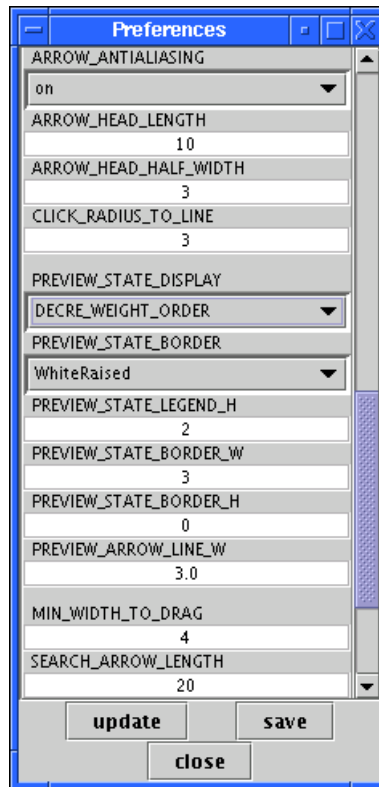 Preferences
ARROW_ANTIALIASING
on
ARROW_HEAD_LENGTH
10
ARROW_HEAD_HALF_WIDTH
3
CLICK_RADIUS_TO_LINE
3
PREVIEW_STATE_DISPLAY
DECRE_WEIGHT_ORDER
PREVIEW_STATE_BORDER
WhiteRaised
PREVIEW_STATE_LEGEND_H
2
PREVIEW_STATE_BORDER_W
3
PREVIEW_STATE_BORDER_H
0
PREVIEW_ARROW_LINE_W
3.0
MIN_WIDTH_TO_DRAG
4
SEARCH_ARROW_LENGTH
20
update save
close